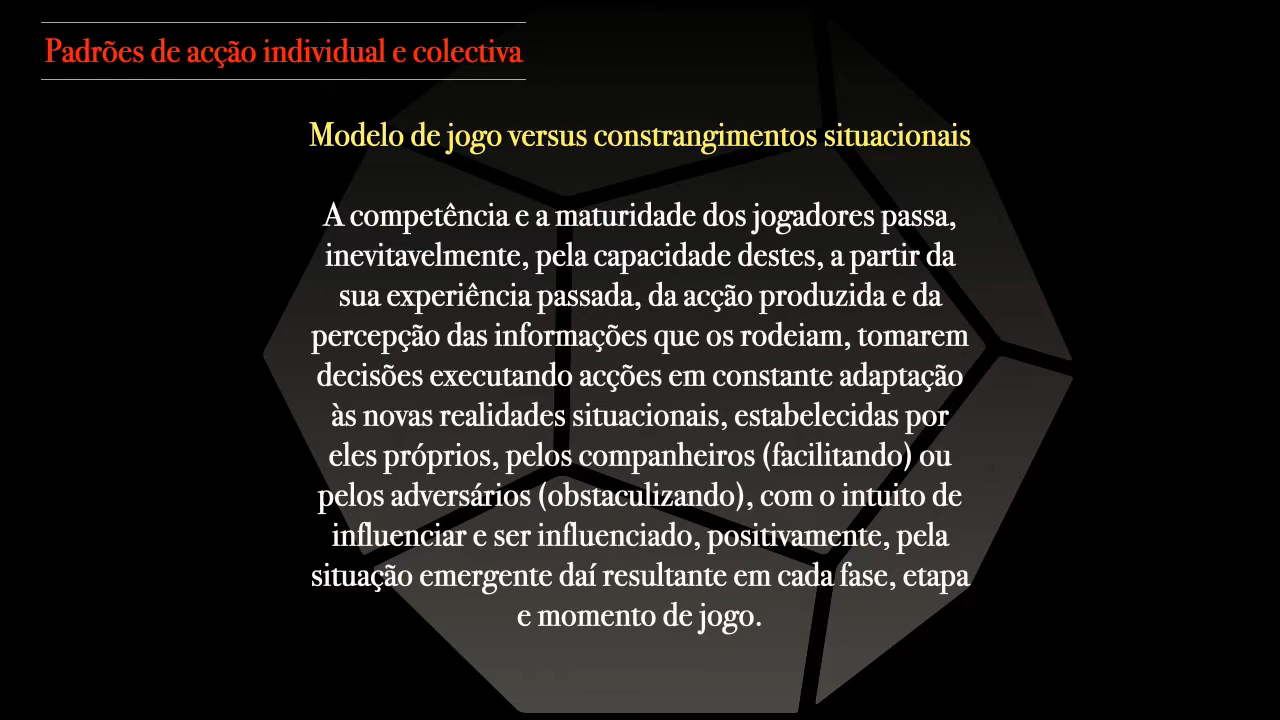 Padrões de acção individual e colectiva
Modelo de jogo versus constrangimentos situacionais
A competência e a maturidade dos jogadores passa,
inevitavelmente, pela capacidade destes, a partir da
sua experiência passada, da acção produzida e da
percepção das informações que os rodeiam, tomarem
decisões executando acções em constante adaptação
às novas realidades situacionais, estabelecidas por
eles próprios, pelos companheiros (facilitando) ou
pelos adversários (obstaculizando), com o intuito de
influenciar e ser influenciado, positivamente, pela
situação emergente daí resultante em cada fase, etapa
e momento de jogo.